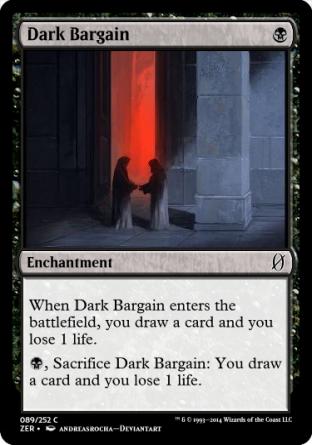 Dark Bargain
Enchantment
When Dark Bargain enters the
battlefield, you draw a card and you
lose 1 life.
, Sacrifice Dark Bargain: You draw
a card and you lose 1 life.
089/252 C
ZER • ANDREASROCHA—DEVIANTART
™ & © 1993–2014 Wizards of the Coast LLC